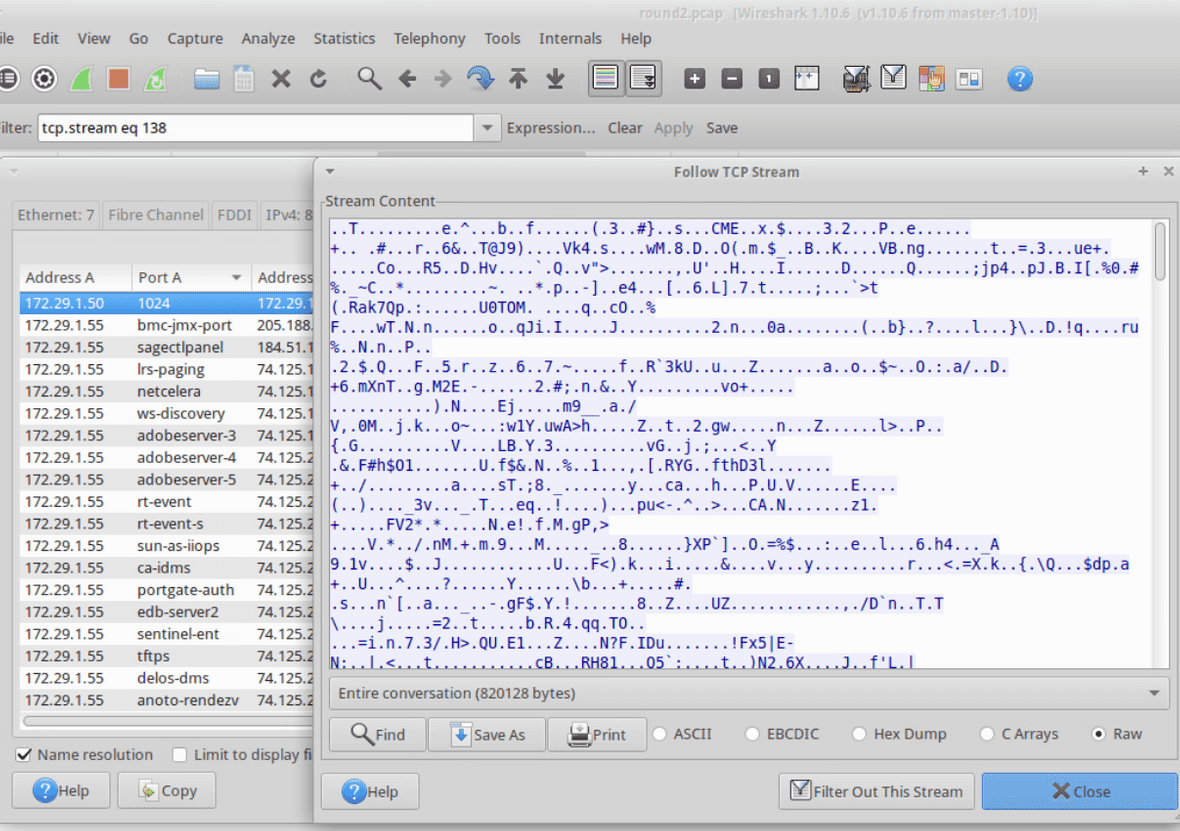 round2.pcap [Wireshark 1.10.6 (v1.10.6 from master-1.10)]
ile Edit View Go Capture Analyze Statistics Telephony Tools Internals Help
ilter: tcp.stream eq 138 Expression... Clear Apply Save
Follow TCP Stream
Ethernet: 7 Fibre Channel FDDI IPv4: 8
Address A Port A Address
172.29.1.50 1024 172.29.1
172.29.1.55 bmc-jmx-port 205.188.
172.29.1.55 sagectlpanel 184.51.1
172.29.1.55 lrs-paging 74.125.1
172.29.1.55 netcelera 74.125.1
172.29.1.55 ws-discovery 74.125.1
172.29.1.55 adobeserver-3 74.125.1
172.29.1.55 adobeserver-4 74.125.2
172.29.1.55 adobeserver-5 74.125.2
172.29.1.55 rt-event 74.125.2
172.29.1.55 rt-event-s 74.125.2
172.29.1.55 sun-as-iiops 74.125.2
172.29.1.55 ca-idms 74.125.2
172.29.1.55 portgate-auth 74.125.2
172.29.1.55 edb-server2 74.125.2
172.29.1.55 sentinel-ent 74.125.2
172.29.1.55 tftps 74.125.2
172.29.1.55 delos-dms 74.125.2
172.29.1.55 anoto-rendezv 74.125.2
Name resolution Limit to display fi
Help Copy
Stream Content
..T.........e.^...b..f......(.3..#}..s...CME..x.$....3.2...P..e......
+.. .#...r..6&..T@J9)....Vk4.s....wM.8.D..O(.m.$_..B..K....VB.ng.......t..=.3...ue+.
.....Co...R5..D.Hv....`.Q..v">.......,.U'..H....I......D......Q......;jp4..pJ.B.I[.%0.#
%._~C..*.........~. ..*.p..-]..e4...[..6.L].7.t.....;...`>t
(.Rak7Qp.:......U0TOM. ....q..cO..%
F....wT.N.n......o..qJi.I.....J..........2.n...0a........(..b}..?....l...}\..D.!q....ru
%..N.n..P..
.2.$.Q...F..5.r..z..6..7.~.....f..R`3kU..u...Z.......a..o..$~..O.:.a/..D.
+6.mXnT..g.M2E.-......2.#;.n.&..Y.........vo+.....
...........).N....Ej.....m9__.a./
V,.0M..j.k...o~...:w1Y.uwA>h.....Z..t..2.gw.....n...Z......l>..P..
{.G..........V....LB.Y.3..........vG..j.;...<..Y
.&.F#h$O1.......U.f$&.N..%..1...,.[.RYG..fthD3l.......
+../.........a....sT.;8._.......y...ca...h...P.U.V......E....
(..)...._3v..._.T...eq..!....)...pu<-.^..>...CA.N.......z1.
+.....FV2*.*.....N.e!.f.M.gP,>
....V.*../.nM.+.m.9...M....._..8......}XP`]..O.=%$...:..e..l...6.h4..._A
9.1v....$..J...........U...F<).k...i.....&....v...y..........r...<.=X.k..{.\Q...$dp.a
+..U...^....?......Y......\b...+.....#.
.s...n`[..a..._..-.gF$.Y.!.......8..Z....UZ............,./D`n..T.T
\....j.....=2..t.....b.R.4.qq.TO..
...=i.n.7.3/.H>.QU.E1...Z....N?F.IDu.......!Fx5|E-
N:..|.<...t...........cB...RH81...O5`:....t..)N2.6X....J..f'L.|
Entire conversation (820128 bytes)
Find Save As Print ASCII EBCDIC Hex Dump C Arrays Raw
Help Filter Out This Stream Close